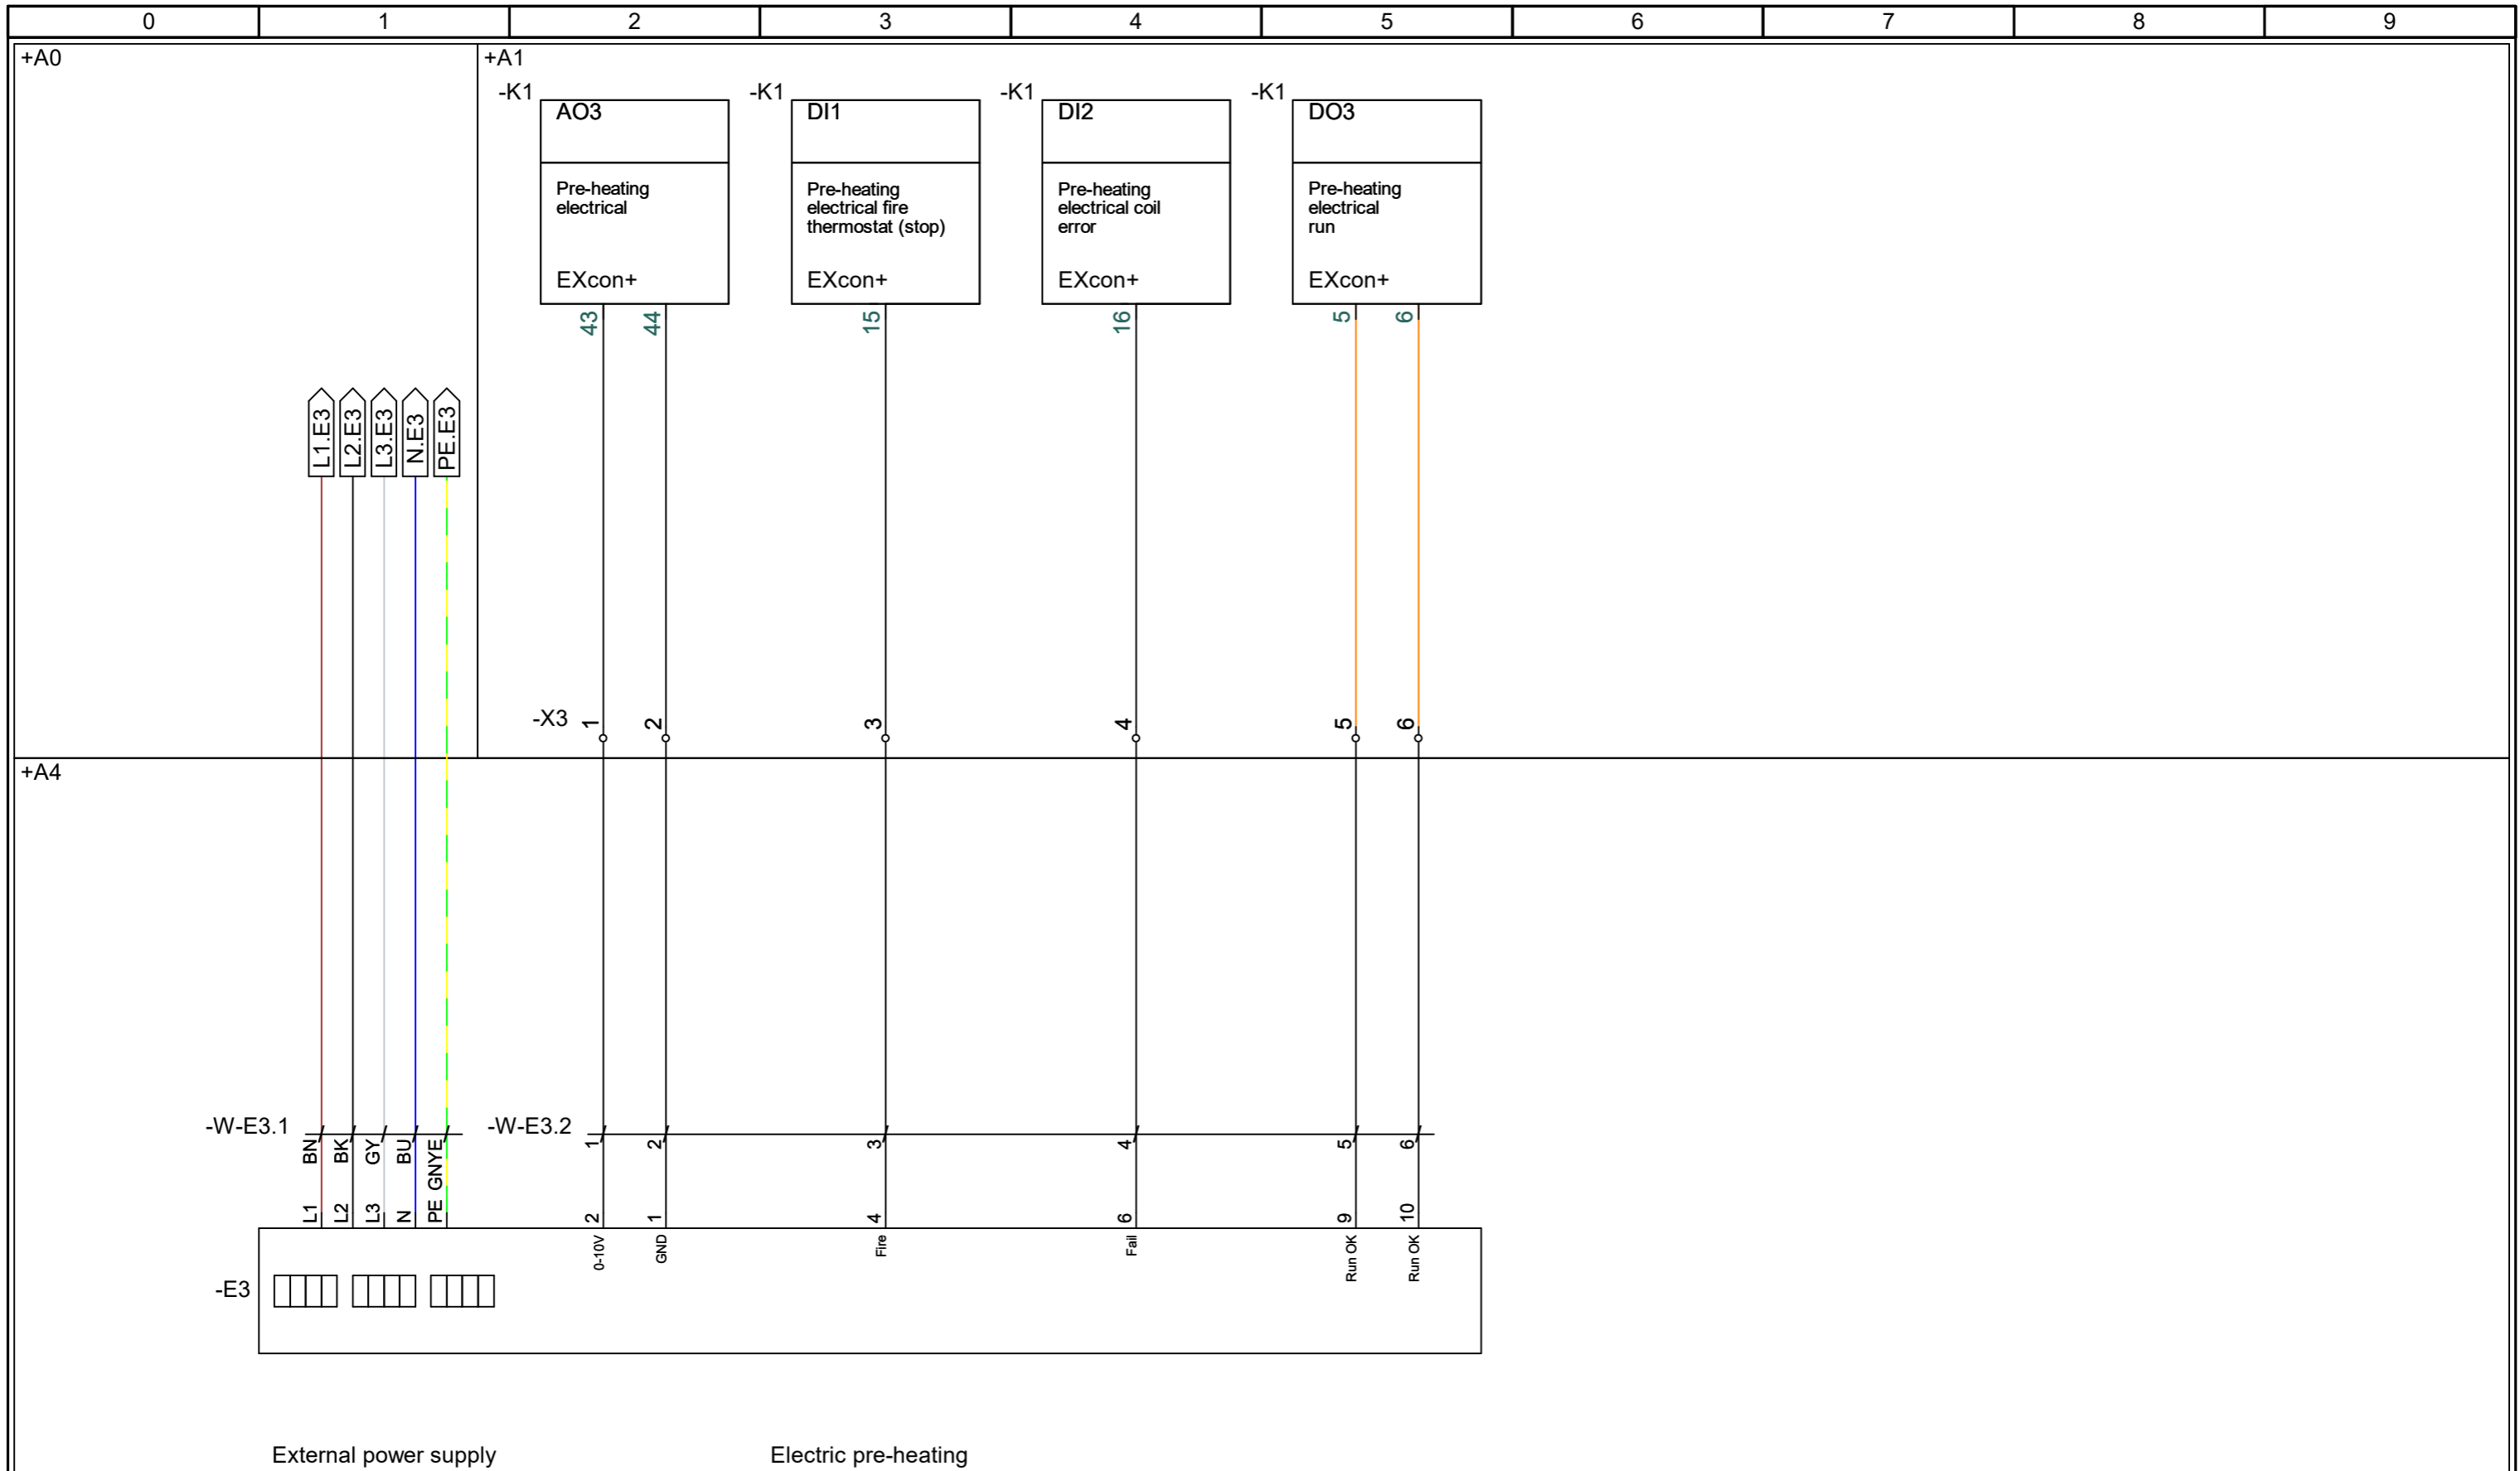 0 1 2 3 4 5 6 7 8 9
+A0
+A1
-K1
AO3
Pre-heating
electrical
EXcon+
43 44
-K1
DI1
Pre-heating
electrical fire
thermostat (stop)
EXcon+
15
-K1
DI2
Pre-heating
electrical coil
error
EXcon+
16
-K1
DO3
Pre-heating
electrical
run
EXcon+
5 6
L1.E3
L2.E3
L3.E3
N.E3
PE.E3
-X3 1 2 3 4 5 6
+A4
-W-E3.1 BN BK GY BU GNYE
-W-E3.2 1 2 3 4 5 6
L1 L2 L3 N PE 2 1 4 6 9 10
0-10V GND Fire Fail Run OK Run OK
-E3
External power supply
Electric pre-heating